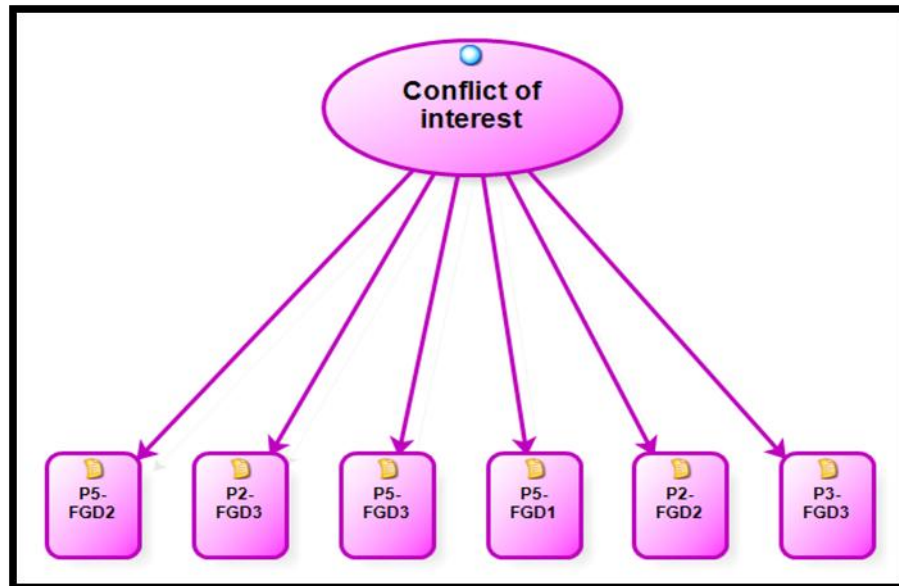 Conflict of
interest
P5-
FGD2
P2-
FGD3
P5-
FGD3
P5-
FGD1
P2-
FGD2
P3-
FGD3